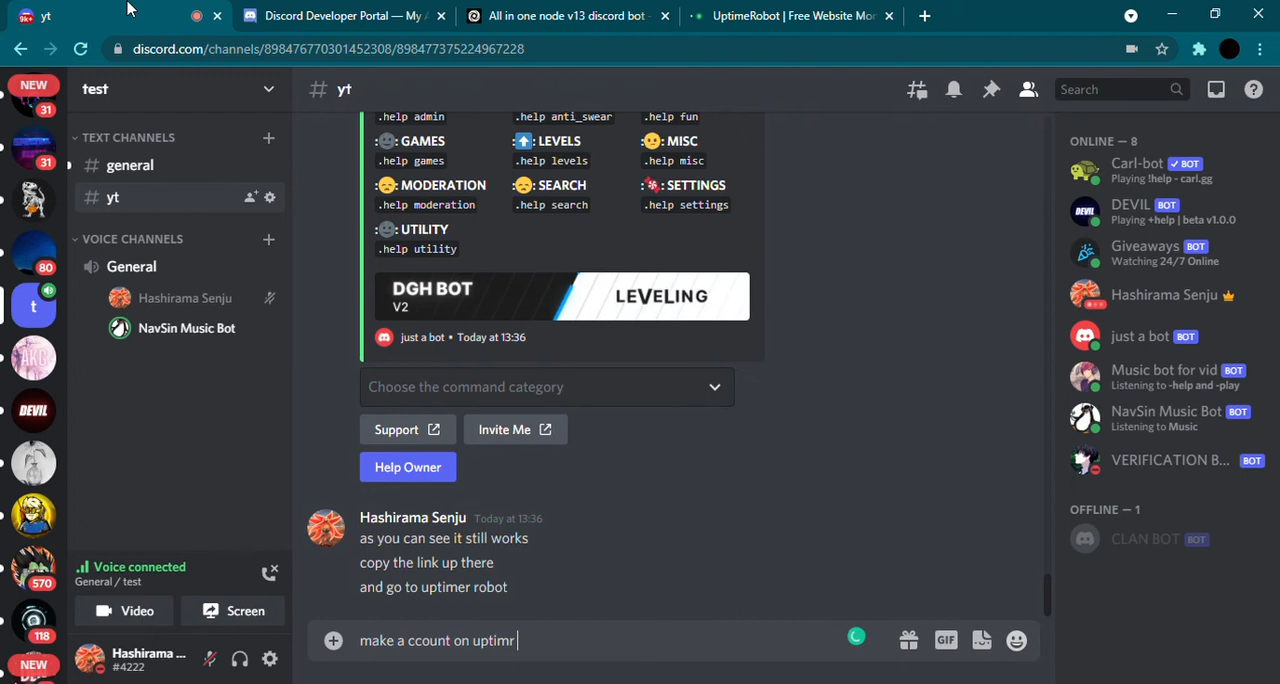 yt
Discord Developer Portal — My A
All in one node v13 discord bot -
UptimeRobot | Free Website Mon
discord.com/channels/898476770301452308/898477375224967228
NEW
31
31
80
AKC
DEVIL
570
118
NEW
t
test
TEXT CHANNELS
general
yt
VOICE CHANNELS
General
Hashirama Senju
NavSin Music Bot
Voice connected
General / test
Video
Screen
Hashirama ...
#4222
# yt
Search
.help admin
.help anti_swear
.help fun
: : GAMES
: : LEVELS
: : MISC
.help games
.help levels
.help misc
: : MODERATION
: : SEARCH
: : SETTINGS
.help moderation
.help search
.help settings
: : UTILITY
.help utility
DGH BOT
V2
LEVELING
just a bot • Today at 13:36
Choose the command category
Support
Invite Me
Help Owner
Hashirama Senju Today at 13:36
as you can see it still works
copy the link up there
and go to uptimer robot
make a ccount on uptimr
GIF
ONLINE — 8
Carl-bot ✓ BOT
Playing !help - carl.gg
DEVIL
DEVIL BOT
Playing +help | beta v1.0.0
Giveaways BOT
Watching 24/7 Online
Hashirama Senju
just a bot BOT
Music bot for vid BOT
Listening to -help and -play
NavSin Music Bot BOT
Listening to Music
VERIFICATION B... BOT
OFFLINE — 1
CLAN BOT BOT